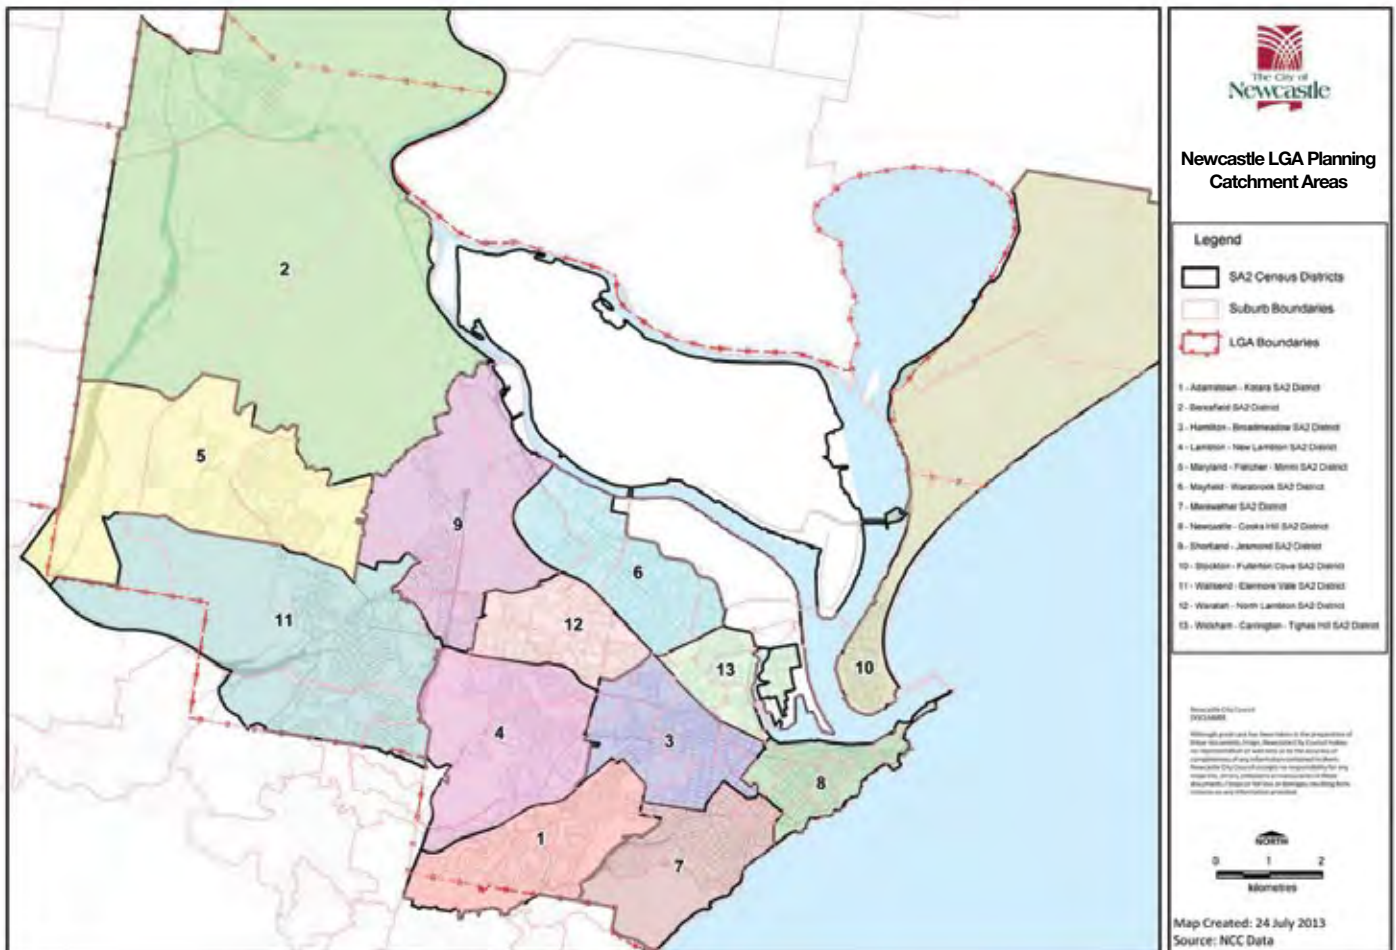 The City of
Newcastle
Newcastle LGA Planning
Catchment Areas
Legend
SA2 Census Districts
Suburb Boundaries
LGA Boundaries
1 - Adamstown - Kotara SA2 District
2 - Beresfield SA2 District
3 - Hamilton - Broadmeadow SA2 District
4 - Lambton - New Lambton SA2 District
5 - Maryland - Fletcher - Minmi SA2 District
6 - Mayfield - Warabrook SA2 District
7 - Merewether SA2 District
8 - Newcastle - Cooks Hill SA2 District
9 - Shortland - Jesmond SA2 District
10 - Stockton - Fullerton Cove SA2 District
11 - Wallsend - Elermore Vale SA2 District
12 - Waratah - North Lambton SA2 District
13 - Wickham - Carrington - Tighes Hill SA2 District
Newcastle City Council
DISCLAIMER
NORTH
0 1 2
kilometres
Map Created: 24 July 2013
Source: NCC Data
2
5
9
6
11
12
13
10
4
3
8
1
7